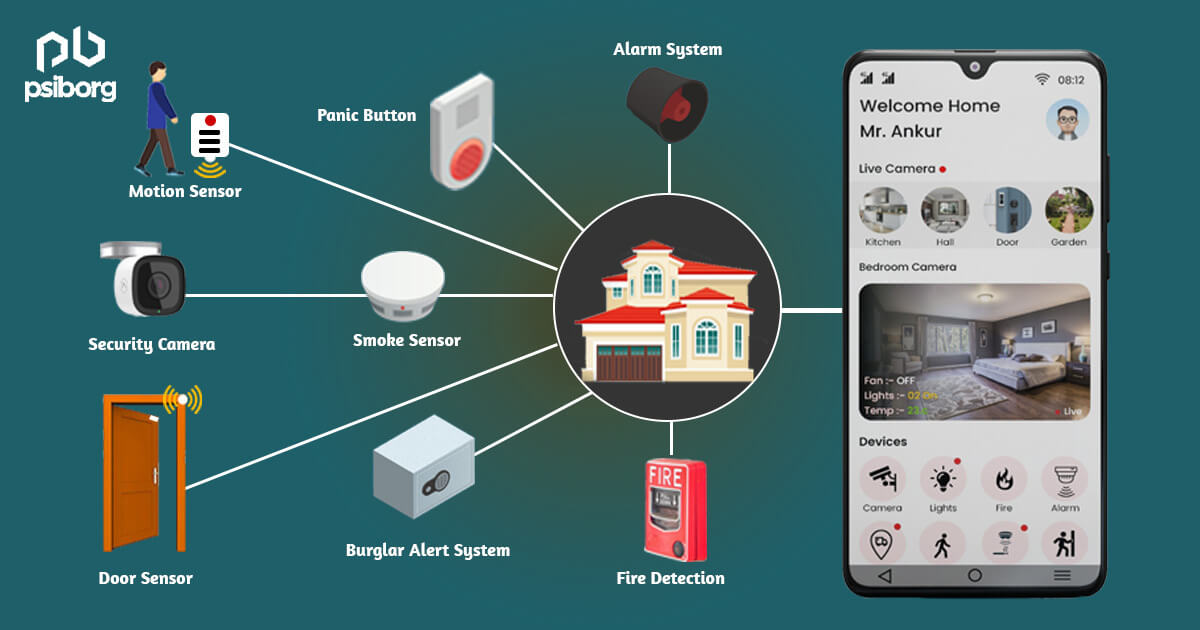 pb
psiborg
Motion Sensor
Panic Button
Alarm System
Security Camera
Smoke Sensor
Door Sensor
Burglar Alert System
FIRE
Fire Detection
08:12
Welcome Home
Mr. Ankur
Live Camera
Kitchen Hall Door Garden
Bedroom Camera
Fan :- OFF
Lights :- 02 On
Temp :-
Live
Devices
Camera Lights Fire Alarm